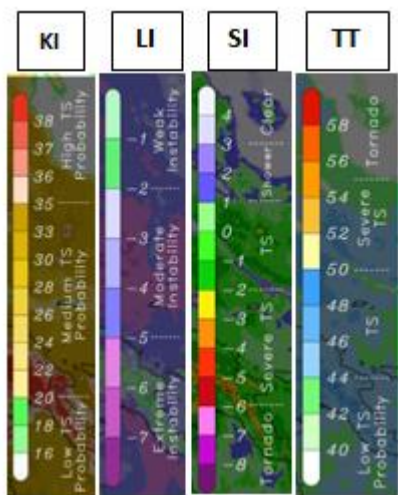 KI
LI
SI
TT
38
37
36
35
33
30
28
26
24
22
20
18
16
High TS
Probability
Medium TS
Probability
Low TS
Probability
-1
-2
-3
-4
-5
-6
-7
Weak
Instability
Moderate
Instability
Extreme
Instability
4
3
2
1
0
-1
-2
-3
-4
-5
-6
-7
-8
Clear
Shower
TS
Severe TS
Tornado
58
56
54
52
50
48
46
44
42
40
Tornado
Severe
TS
TS
Low TS
Probability